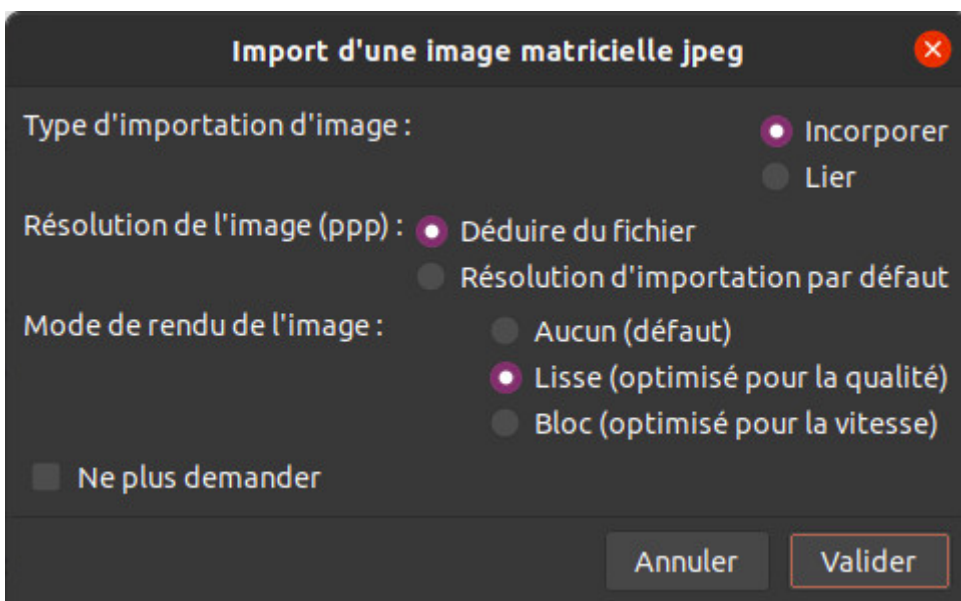 Import d'une image matricielle jpeg
Type d'importation d'image :
Incorporer
Lier
Résolution de l'image (ppp) :
Déduire du fichier
Résolution d'importation par défaut
Mode de rendu de l'image :
Aucun (défaut)
Lisse (optimisé pour la qualité)
Bloc (optimisé pour la vitesse)
Ne plus demander
Annuler
Valider